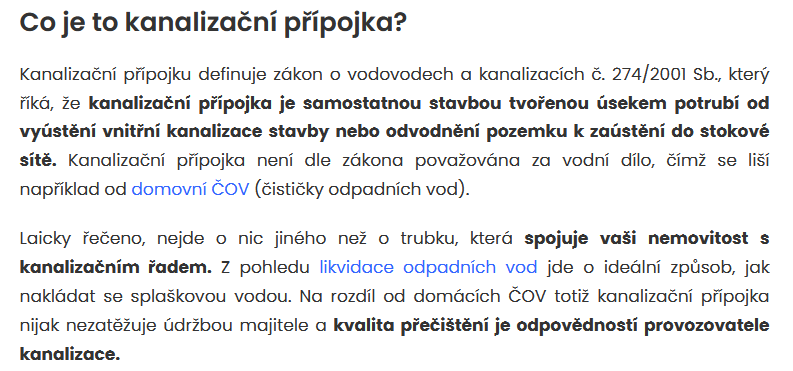 Co je to kanalizační přípojka?
Kanalizační přípojku definuje zákon o vodovodech a kanalizacích č. 274/2001 Sb., který
říká, že kanalizační přípojka je samostatnou stavbou tvořenou úsekem potrubí od
vyústění vnitřní kanalizace stavby nebo odvodnění pozemku k zaústění do stokové
sítě. Kanalizační přípojka není dle zákona považována za vodní dílo, čímž se liší
například od domovní ČOV (čističky odpadních vod).
Laicky řečeno, nejde o nic jiného než o trubku, která spojuje vaši nemovitost s
kanalizačním řadem. Z pohledu likvidace odpadních vod jde o ideální způsob, jak
nakládat se splaškovou vodou. Na rozdíl od domácích ČOV totiž kanalizační přípojka
nijak nezatěžuje údržbou majitele a kvalita přečištění je odpovědností provozovatele
kanalizace.